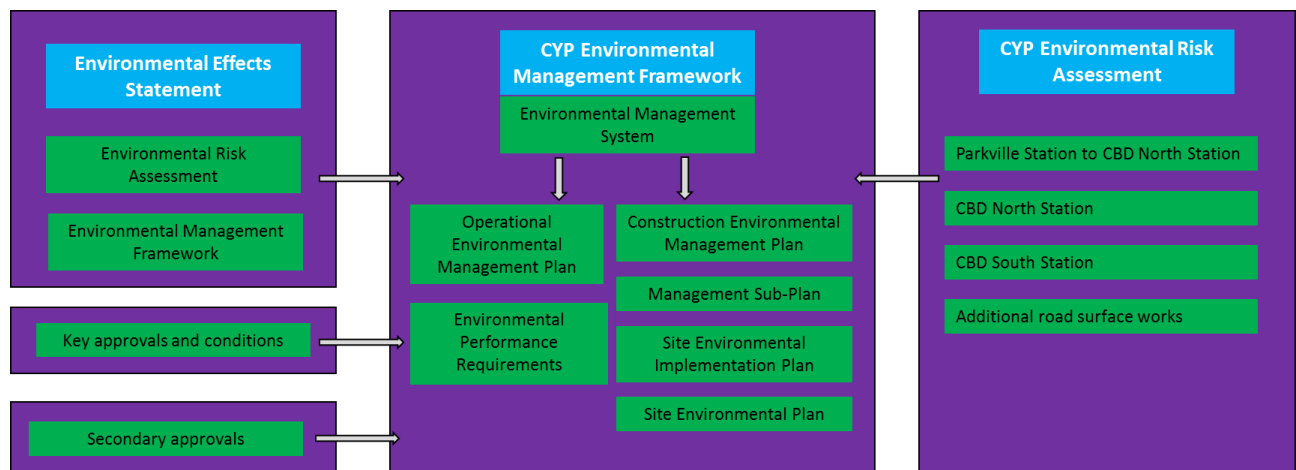 Environmental Effects
Statement
Environmental Risk
Assessment
Environmental Management
Framework
Key approvals and conditions
Secondary approvals
CYP Environmental
Management Framework
Environmental Management
System
Operational
Environmental
Management Plan
Environmental
Performance
Requirements
Construction Environmental
Management Plan
Management Sub-Plan
Site Environmental
Implementation Plan
Site Environmental Plan
CYP Environmental Risk
Assessment
Parkville Station to CBD North Station
CBD North Station
CBD South Station
Additional road surface works